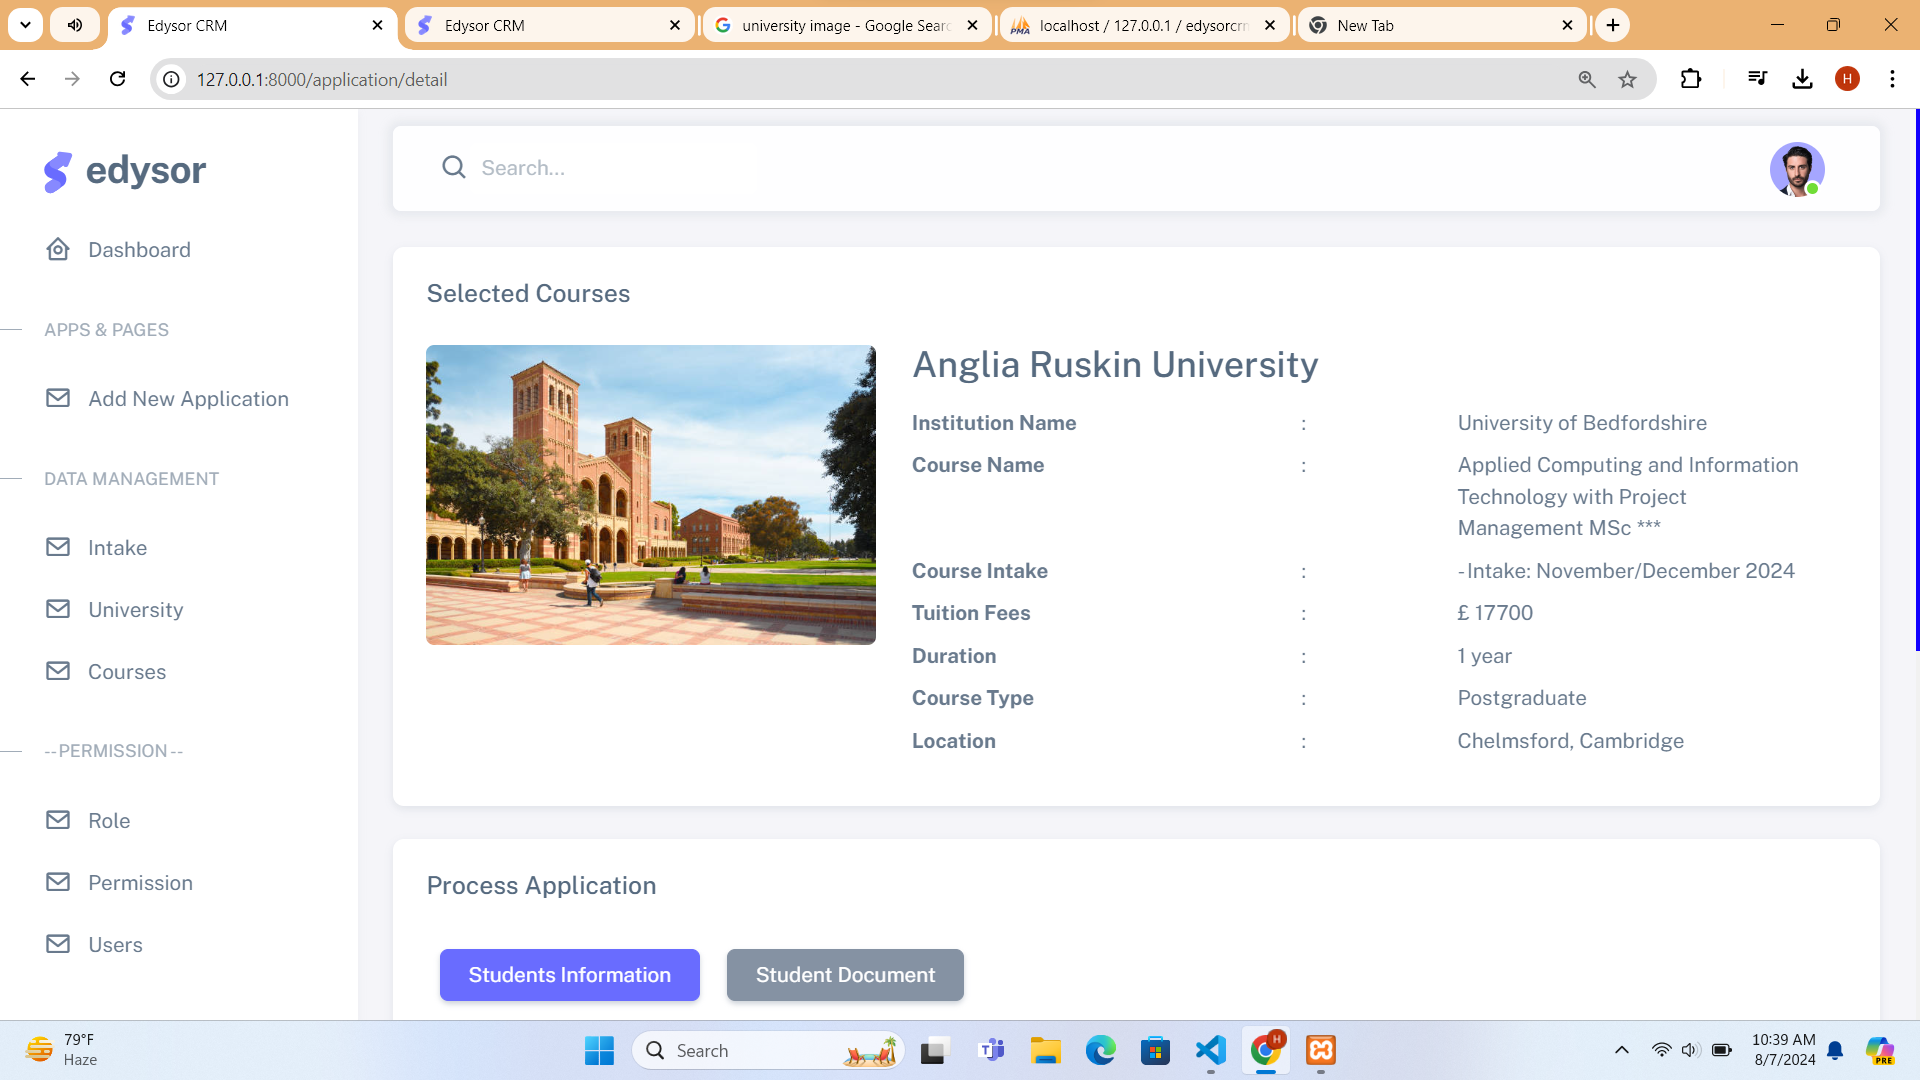 Edysor CRM
Edysor CRM
university image - Google Searc
localhost / 127.0.0.1 / edysorcrm
New Tab
127.0.0.1:8000/application/detail
H
edysor
Search...
Dashboard
APPS & PAGES
Add New Application
DATA MANAGEMENT
Intake
University
Courses
--PERMISSION--
Role
Permission
Users
Selected Courses
Anglia Ruskin University
Institution Name : University of Bedfordshire
Course Name : Applied Computing and Information
Technology with Project
Management MSc ***
Course Intake : -Intake: November/December 2024
Tuition Fees : £ 17700
Duration : 1 year
Course Type : Postgraduate
Location : Chelmsford, Cambridge
Process Application
Students Information
Student Document
79°F
Haze
Search
H
10:39 AM
8/7/2024
PRE